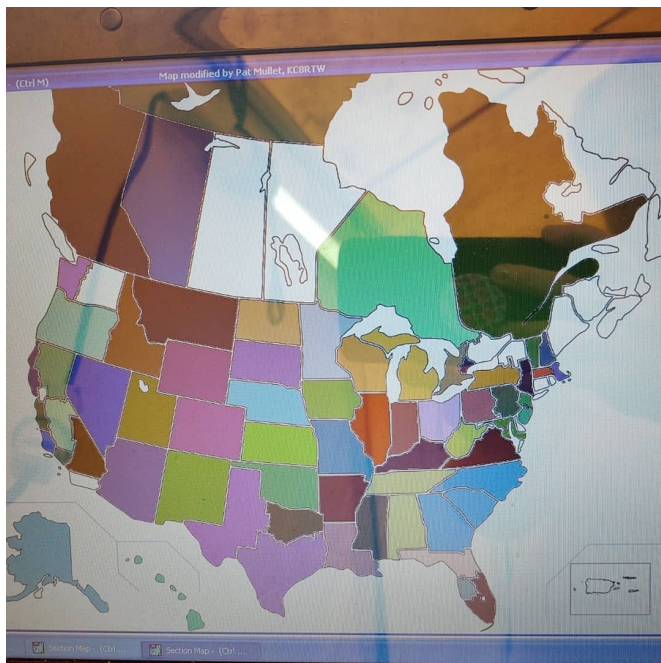 - (Ctrl M)
Map modified by Pat Mullet, KC8RTW
Section Map - (Ctrl ...
Section Map - (Ctrl ...